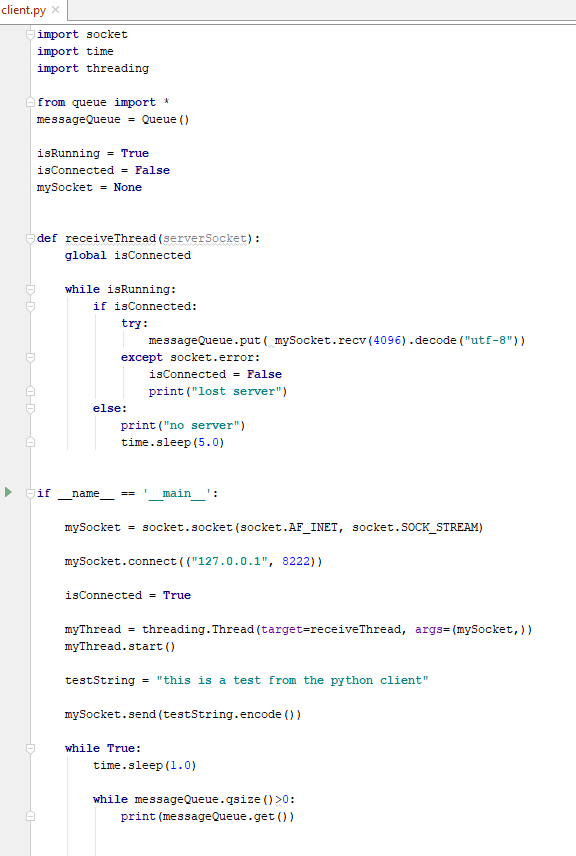 client.py
import socket
import time
import threading
from queue import *
messageQueue = Queue()
isRunning = True
isConnected = False
mySocket = None
def receiveThread(serverSocket):
global isConnected
while isRunning:
if isConnected:
try:
messageQueue.put( mySocket.recv(4096).decode("utf-8"))
except socket.error:
isConnected = False
print("lost server")
else:
print("no server")
time.sleep(5.0)
if __name__ == '__main__':
mySocket = socket.socket(socket.AF_INET, socket.SOCK_STREAM)
mySocket.connect(("127.0.0.1", 8222))
isConnected = True
myThread = threading.Thread(target=receiveThread, args=(mySocket,))
myThread.start()
testString = "this is a test from the python client"
mySocket.send(testString.encode())
while True:
time.sleep(1.0)
while messageQueue.qsize()>0:
print(messageQueue.get())